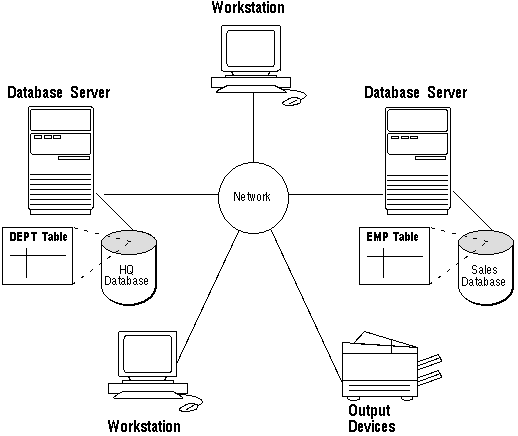 Workstation
Database Server
Database Server
Network
DEPT Table
HQ
Database
EMP Table
Sales
Database
Workstation
Output
Devices